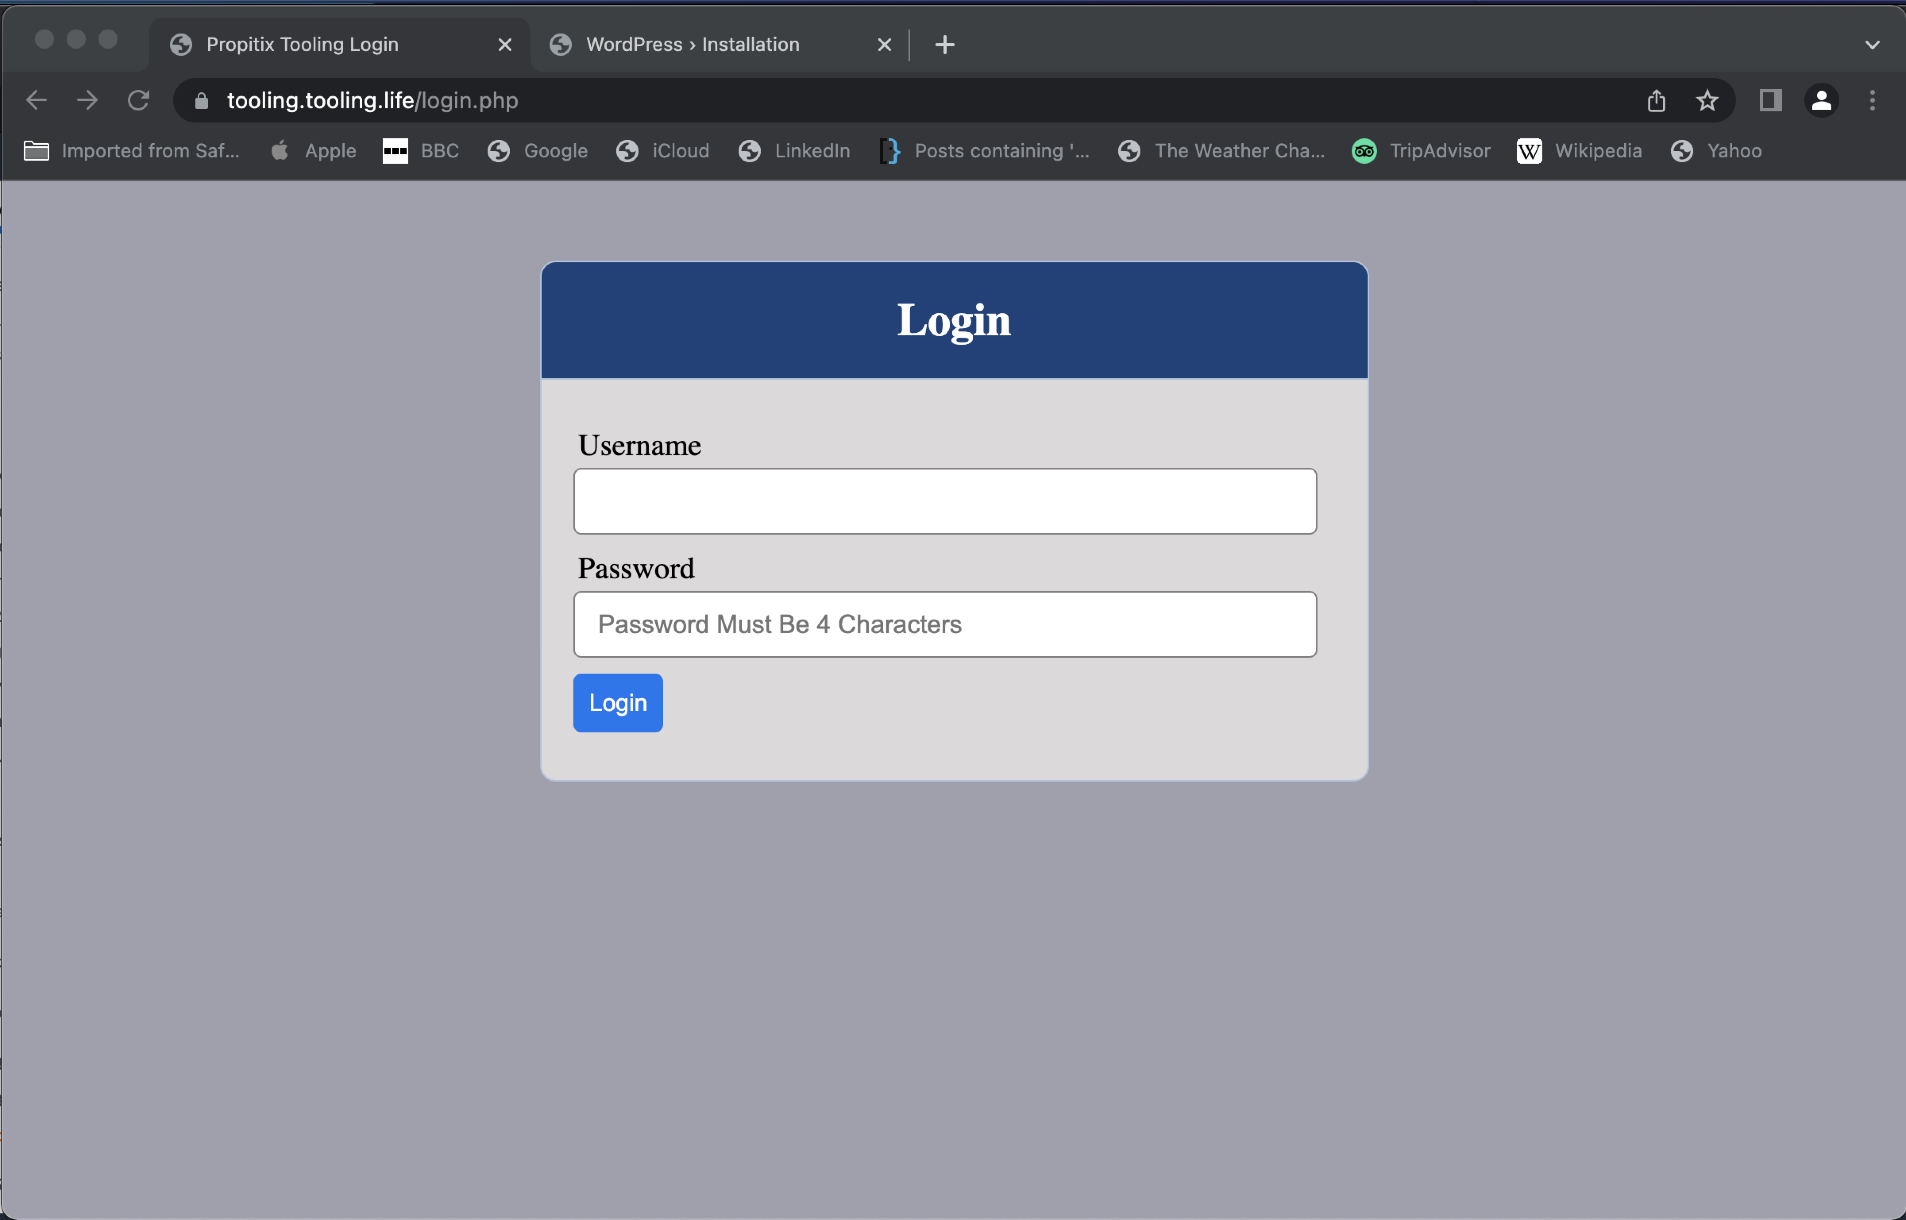 Propitix Tooling Login
WordPress › Installation
tooling.tooling.life/login.php
Imported from Saf... Apple BBC Google iCloud LinkedIn Posts containing '... The Weather Cha... TripAdvisor W Wikipedia Yahoo
Login
Username
Password
Password Must Be 4 Characters
Login